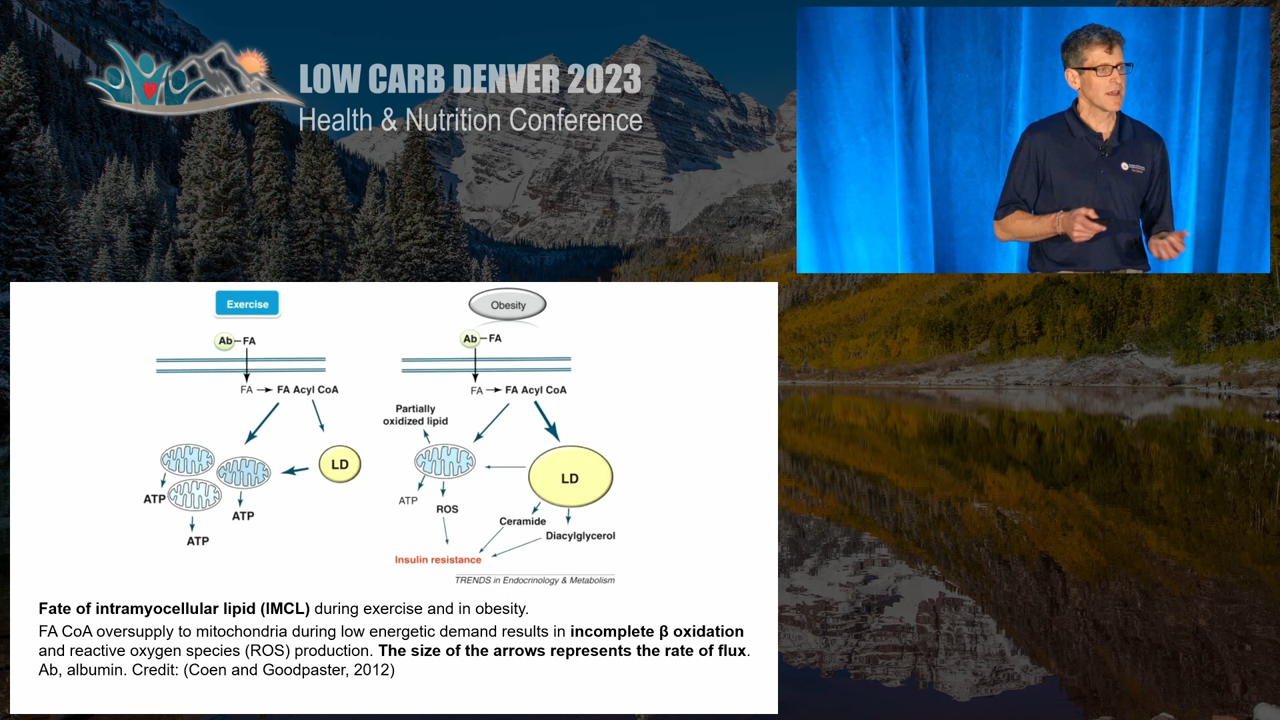 LOW CARB DENVER 2023
Health & Nutrition Conference
Exercise
Ab–FA
FA → FA Acyl CoA
LD
ATP
ATP
ATP
Obesity
Ab–FA
FA → FA Acyl CoA
Partially
oxidized lipid
LD
ATP
ROS
Ceramide
Diacylglycerol
Insulin resistance
TRENDS in Endocrinology & Metabolism
Fate of intramyocellular lipid (IMCL) during exercise and in obesity.
FA CoA oversupply to mitochondria during low energetic demand results in incomplete β oxidation
and reactive oxygen species (ROS) production. The size of the arrows represents the rate of flux.
Ab, albumin. Credit: (Coen and Goodpaster, 2012)